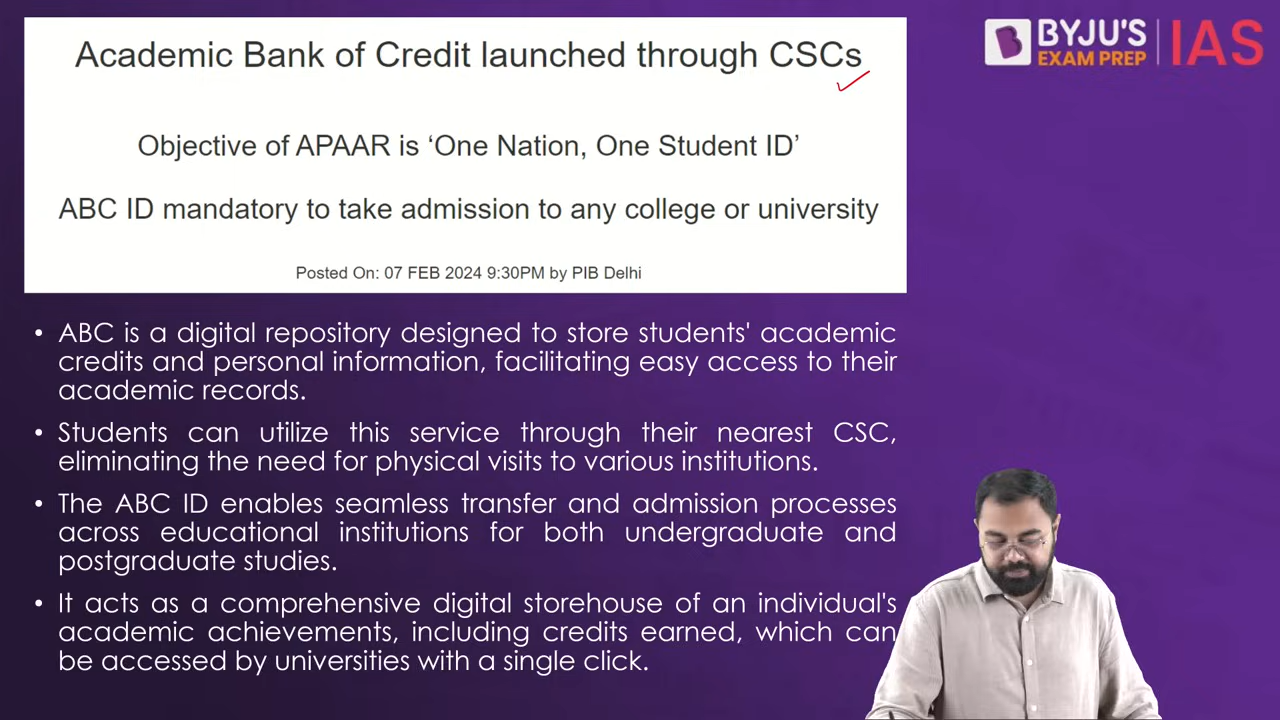 Academic Bank of Credit launched through CSCs
Objective of APAAR is ‘One Nation, One Student ID’
ABC ID mandatory to take admission to any college or university
Posted On: 07 FEB 2024 9:30PM by PIB Delhi
BYJU'S
EXAM PREP
IAS
• ABC is a digital repository designed to store students' academic
credits and personal information, facilitating easy access to their
academic records.
• Students can utilize this service through their nearest CSC,
eliminating the need for physical visits to various institutions.
• The ABC ID enables seamless transfer and admission processes
across educational institutions for both undergraduate and
postgraduate studies.
• It acts as a comprehensive digital storehouse of an individual's
academic achievements, including credits earned, which can
be accessed by universities with a single click.